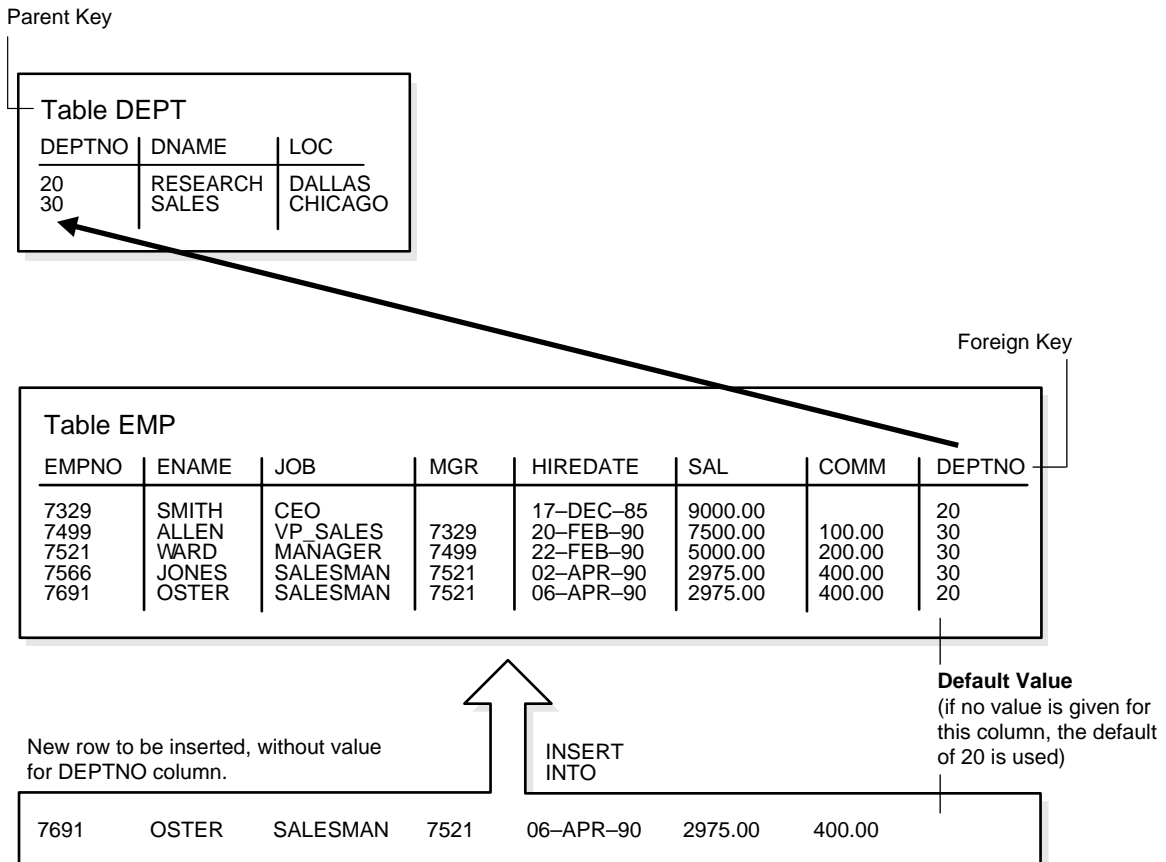 Parent Key
Table DEPT
DEPTNO DNAME LOC
20 RESEARCH DALLAS
30 SALES CHICAGO
Foreign Key
Table EMP
EMPNO ENAME JOB MGR HIREDATE SAL COMM DEPTNO
7329 SMITH CEO 17–DEC–85 9000.00 20
7499 ALLEN VP_SALES 7329 20–FEB–90 7500.00 100.00 30
7521 WARD MANAGER 7499 22–FEB–90 5000.00 200.00 30
7566 JONES SALESMAN 7521 02–APR–90 2975.00 400.00 30
7691 OSTER SALESMAN 7521 06–APR–90 2975.00 400.00 20
Default Value
(if no value is given for
this column, the default
of 20 is used)
New row to be inserted, without value
for DEPTNO column.
INSERT
INTO
7691 OSTER SALESMAN 7521 06–APR–90 2975.00 400.00